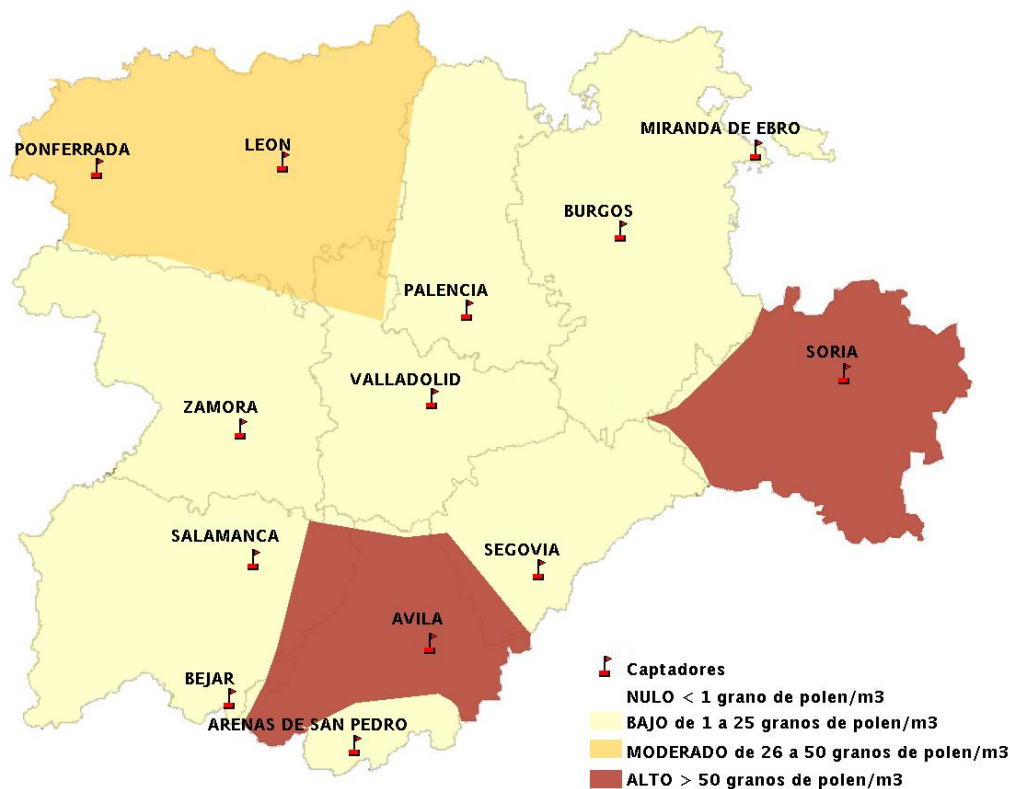 MIRANDA DE EBRO
PONFERRADA
LEON
BURGOS
PALENCIA
SORIA
VALLADOLID
ZAMORA
SALAMANCA
SEGOVIA
AVILA
BEJAR
ARENAS DE SAN PEDRO
Captadores
NULO < 1 grano de polen/m3
BAJO de 1 a 25 granos de polen/m3
MODERADO de 26 a 50 granos de polen/m3
ALTO > 50 granos de polen/m3